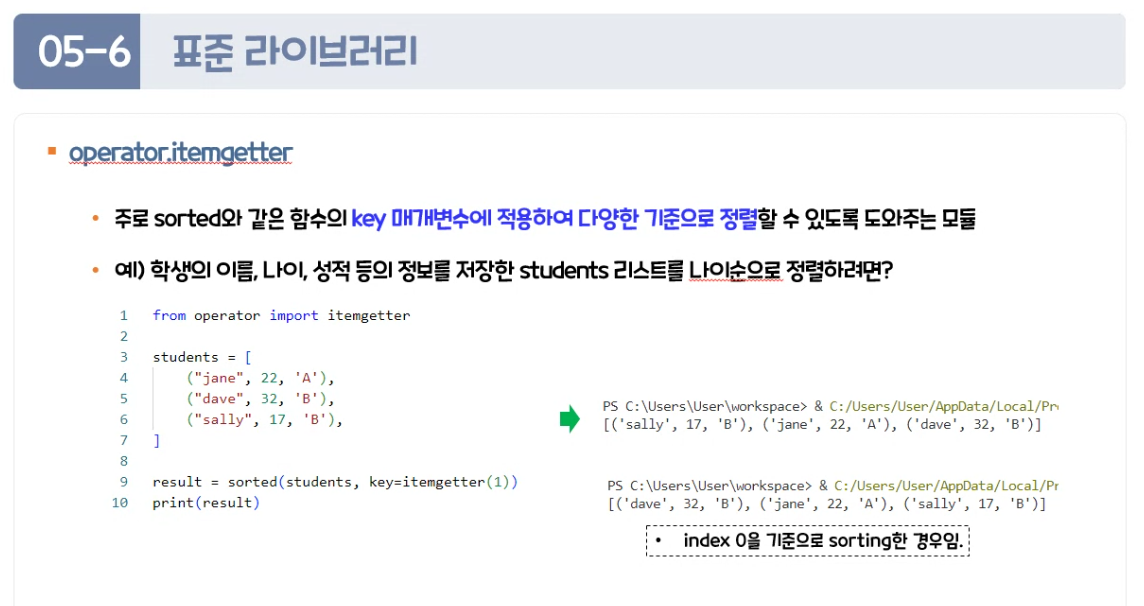 05-6 표준 라이브러리
operator.itemgetter
주로 sorted와 같은 함수의 key 매개변수에 적용하여 다양한 기준으로 정렬할 수 있도록 도와주는 모듈
예) 학생의 이름, 나이, 성적 등의 정보를 저장한 students 리스트를 나이순으로 정렬하려면?
1 from operator import itemgetter
2
3 students = [
4 ("jane", 22, 'A'),
5 ("dave", 32, 'B'),
6 ("sally", 17, 'B'),
7 ]
8
9 result = sorted(students, key=itemgetter(1))
10 print(result)
PS C:\Users\User\workspace> & C:/Users/User/AppData/Local/Pr
[('sally', 17, 'B'), ('jane', 22, 'A'), ('dave', 32, 'B')]
PS C:\Users\User\workspace> & C:/Users/User/AppData/Local/Pr
[('dave', 32, 'B'), ('jane', 22, 'A'), ('sally', 17, 'B')]
• index 0을 기준으로 sorting한 경우임.